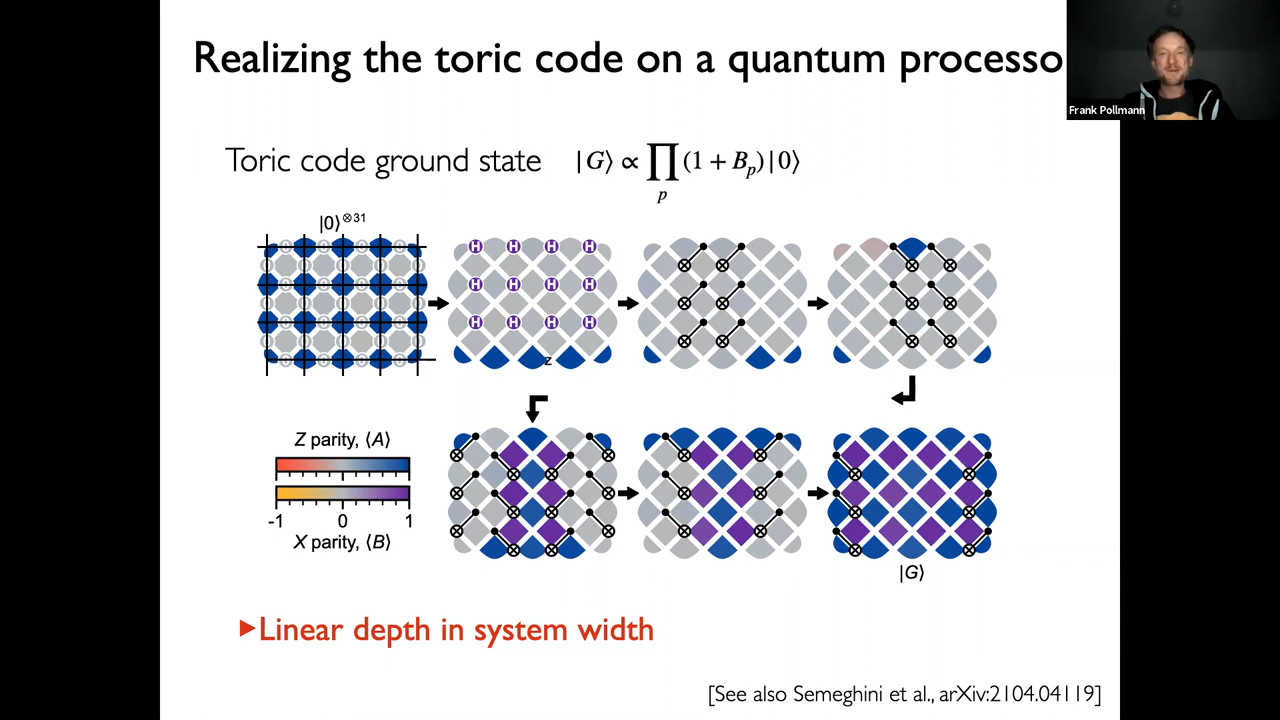 Realizing the toric code on a quantum processo
Frank Pollmann
Toric code ground state |G⟩ ∝ ∏ (1 + Bₚ)|0⟩
p
|0⟩⊗31
H H H H
H H H H
H H H H
Z
Z parity, ⟨A⟩
-1 0 1
X parity, ⟨B⟩
|G⟩
▶Linear depth in system width
[See also Semeghini et al., arXiv:2104.04119]